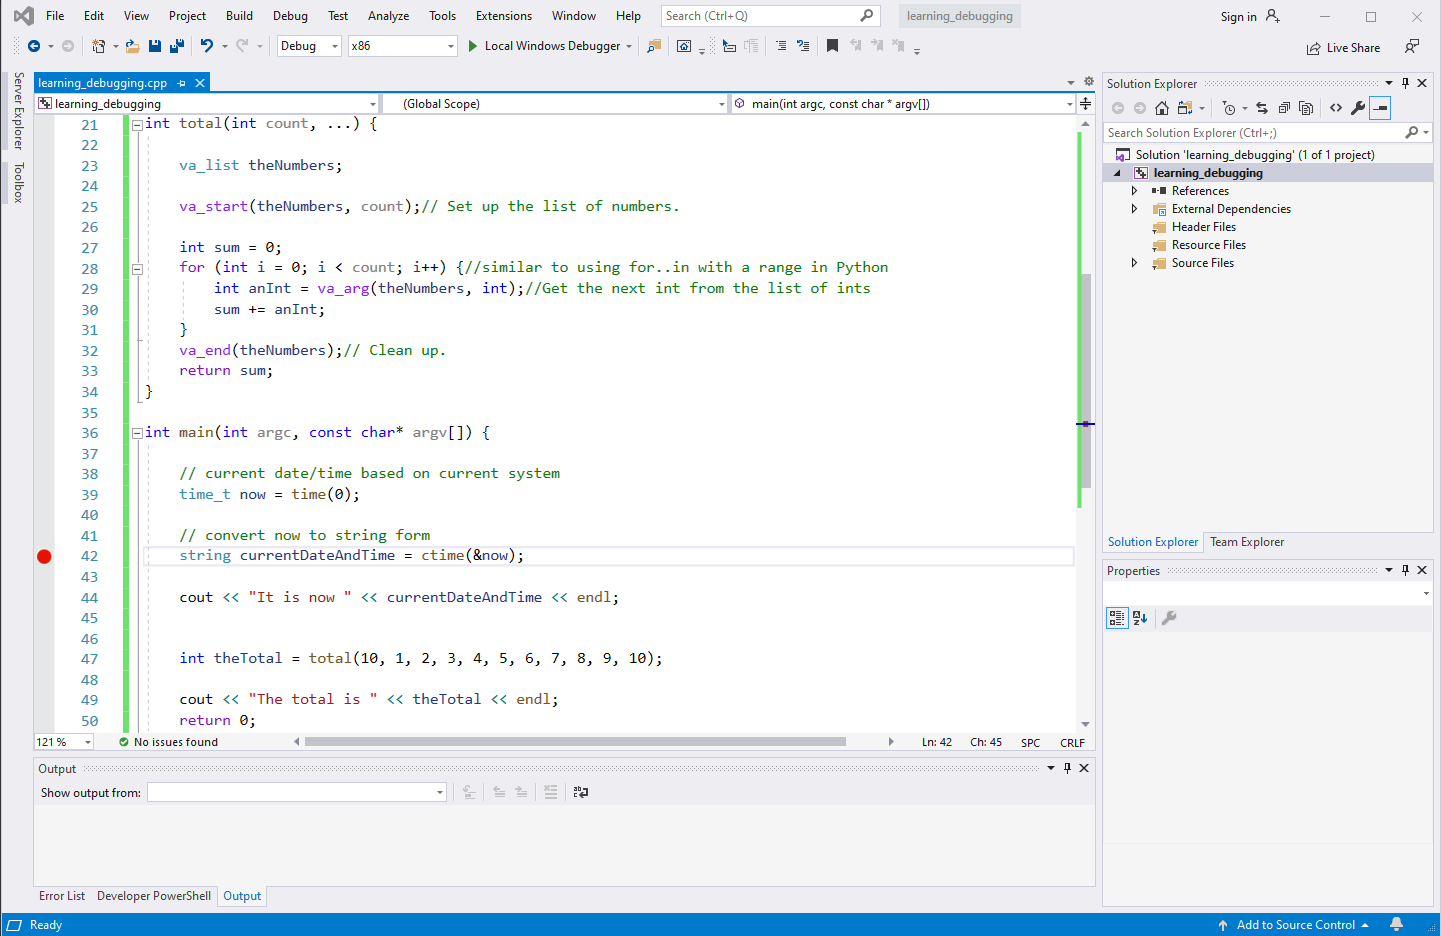 File Edit View Project Build Debug Test Analyze Tools Extensions Window Help Search (Ctrl+Q) learning_debugging Sign in
Debug x86 Local Windows Debugger Live Share
Server Explorer
Toolbox
learning_debugging.cpp
learning_debugging (Global Scope) main(int argc, const char * argv[])
21 int total(int count, ...) {
22
23 va_list theNumbers;
24
25 va_start(theNumbers, count);// Set up the list of numbers.
26
27 int sum = 0;
28 for (int i = 0; i < count; i++) {//similar to using for..in with a range in Python
29 int anInt = va_arg(theNumbers, int);//Get the next int from the list of ints
30 sum += anInt;
31 }
32 va_end(theNumbers);// Clean up.
33 return sum;
34 }
35
36 int main(int argc, const char* argv[]) {
37
38 // current date/time based on current system
39 time_t now = time(0);
40
41 // convert now to string form
42 string currentDateAndTime = ctime(&now);
43
44 cout << "It is now " << currentDateAndTime << endl;
45
46
47 int theTotal = total(10, 1, 2, 3, 4, 5, 6, 7, 8, 9, 10);
48
49 cout << "The total is " << theTotal << endl;
50 return 0;
121 % No issues found Ln: 42 Ch: 45 SPC CRLF
Output
Show output from:
Error List Developer PowerShell Output
Solution Explorer
Search Solution Explorer (Ctrl+;)
Solution 'learning_debugging' (1 of 1 project)
learning_debugging
References
External Dependencies
Header Files
Resource Files
Source Files
Solution Explorer Team Explorer
Properties
Ready Add to Source Control